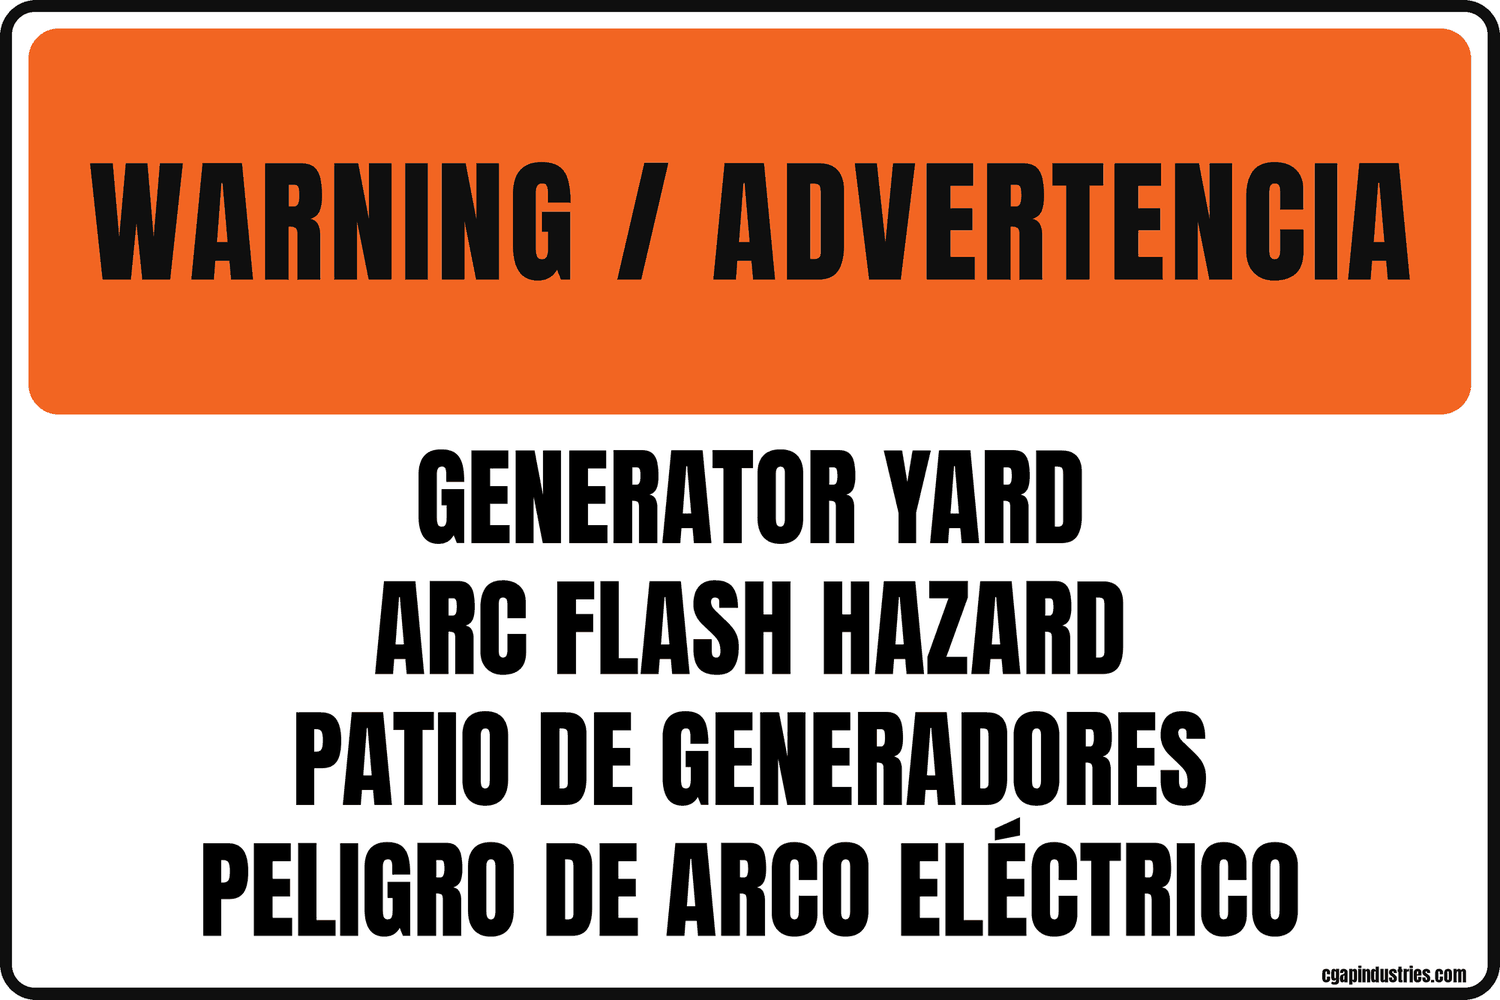 WARNING / ADVERTENCIA
GENERATOR YARD
ARC FLASH HAZARD
PATIO DE GENERADORES
PELIGRO DE ARCO ELÉCTRICO
cgapindustries.com